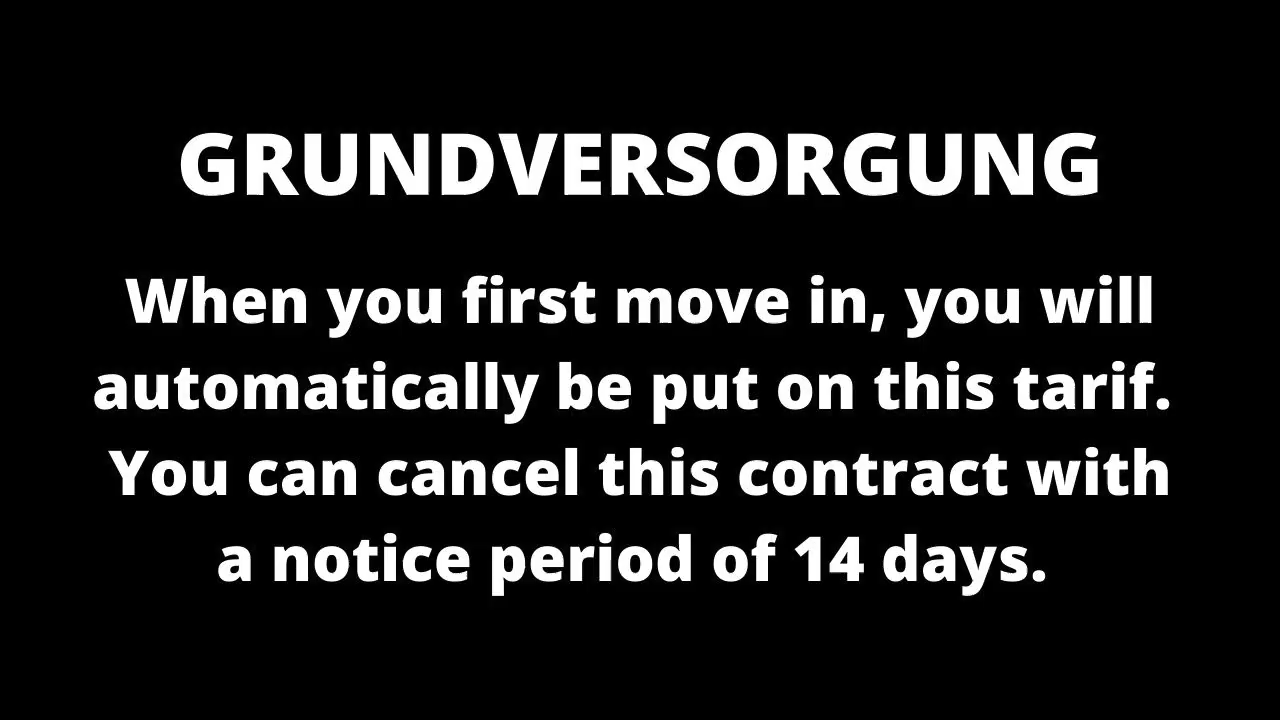 GRUNDVERSORGUNG
When you first move in, you will
automatically be put on this tarif.
You can cancel this contract with
a notice period of 14 days.